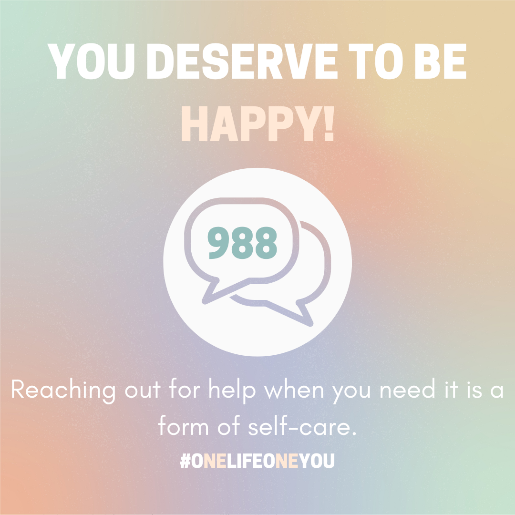 YOU DESERVE TO BE
HAPPY!
988
Reaching out for help when you need it is a
form of self-care.
#ONELIFEONEYOU